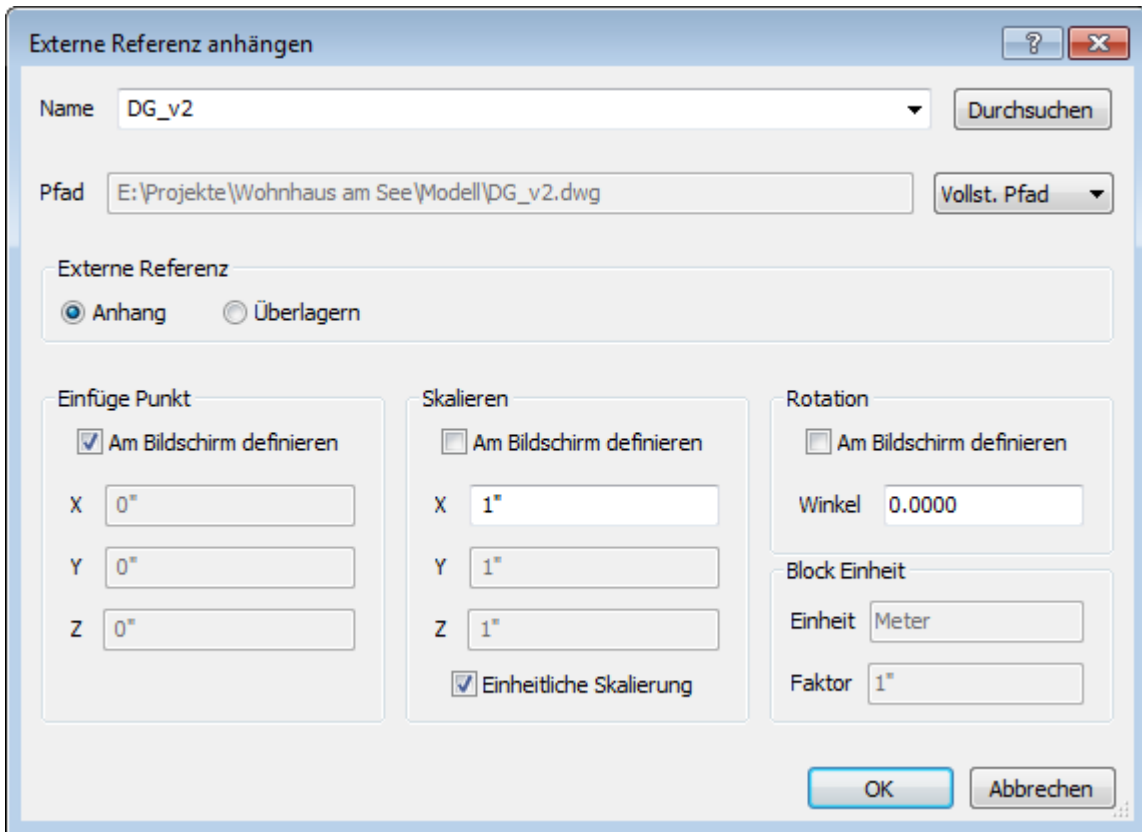 Externe Referenz anhängen
Name DG_v2 Durchsuchen
Pfad E:\Projekte\Wohnhaus am See\Modell\DG_v2.dwg Vollst. Pfad
Externe Referenz
Anhang Überlagern
Einfüge Punkt Skalieren Rotation
Am Bildschirm definieren Am Bildschirm definieren Am Bildschirm definieren
X 0" X 1" Winkel 0.0000
Y 0" Y 1" Block Einheit
Z 0" Z 1" Einheit Meter
Einheitliche Skalierung Faktor 1"
OK Abbrechen